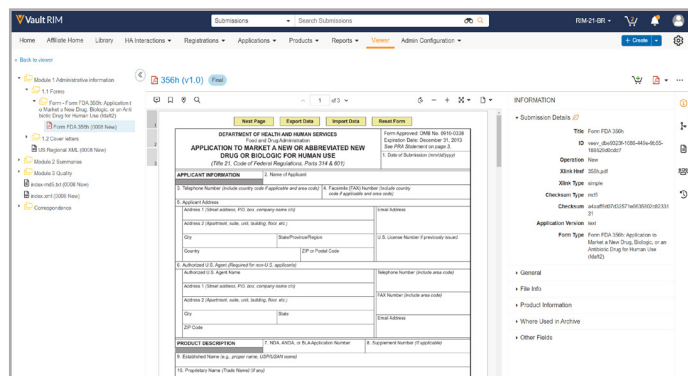 Vault RIM
Submissions
Search Submissions
RIM-21-BR
Home
Affiliate Home
Library
HA Interactions
Registrations
Applications
Products
Reports
Viewer
Admin Configuration
+ Create
Back to viewer
Module 1 Administrative information
1.1 Forms
Form - Form FDA 356h: Application t
o Market a New Drug, Biologic, or an Ant
ibiotic Drug for Human Use (fdaft2)
Form FDA 356h (0008 New)
1.2 Cover letters
US Regional XML (0008 New)
Module 2 Summaries
Module 3 Quality
index-md5.txt (0008 New)
index.xml (0008 New)
Correspondence
356h (v1.0)
Final
1 of 3
Next Page
Export Data
Import Data
Reset Form
DEPARTMENT OF HEALTH AND HUMAN SERVICES
Food and Drug Administration
APPLICATION TO MARKET A NEW OR ABBREVIATED NEW
DRUG OR BIOLOGIC FOR HUMAN USE
(Title 21, Code of Federal Regulations, Parts 314 & 601)
Form Approved: OMB No. 0910-0338
Expiration Date: December 31, 2013
See PRA Statement on page 3.
1. Date of Submission (mm/dd/yyyy)
APPLICANT INFORMATION
2. Name of Applicant
3. Telephone Number (Include country code if applicable and area code)
4. Facsimile (FAX) Number (Include country
code if applicable and area code)
5. Applicant Address
Address 1 (Street address, P.O. box, company name c/o)
Email Address
Address 2 (Apartment, suite, unit, building, floor, etc.)
City
State/Province/Region
U.S. License Number if previously issued
Country
ZIP or Postal Code
6. Authorized U.S. Agent (Required for non-U.S. applicants)
Authorized U.S. Agent Name
Telephone Number (Include area code)
Address 1 (Street address, P.O. box, company name c/o)
FAX Number (Include area code)
Address 2 (Apartment, suite, unit, building, floor, etc.)
City
State
Email Address
ZIP Code
PRODUCT DESCRIPTION
7. NDA, ANDA, or BLA Application Number
8. Supplement Number (If applicable)
9. Established Name (e.g., proper name, USP/USAN name)
10. Proprietary Name (Trade Name) (If any)
INFORMATION
Submission Details
Title Form FDA 356h
ID
Operation New
Xlink Href 356h.pdf
Xlink Type simple
Checksum Type md5
Checksum
Application Version text
Form Type Form FDA 356h: Application to
Market a New Drug, Biologic, or an
Antibiotic Drug for Human Use
(fdaft2)
General
File Info
Product Information
Where Used in Archive
Other Fields